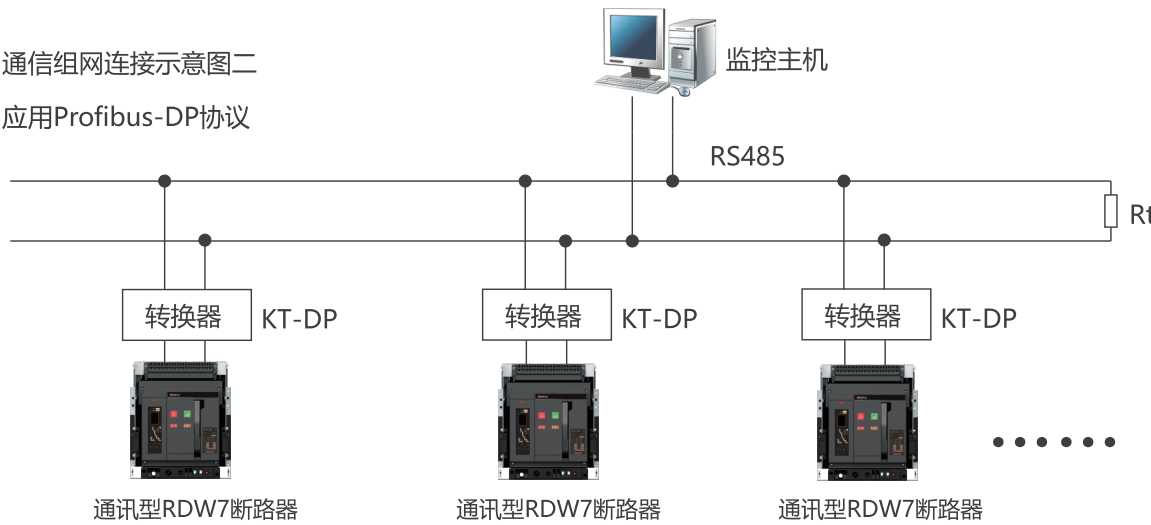 通信组网连接示意图二
监控主机
应用Profibus-DP协议
RS485
Rt
转换器 KT-DP
转换器 KT-DP
转换器 KT-DP
通讯型RDW7断路器
通讯型RDW7断路器
通讯型RDW7断路器